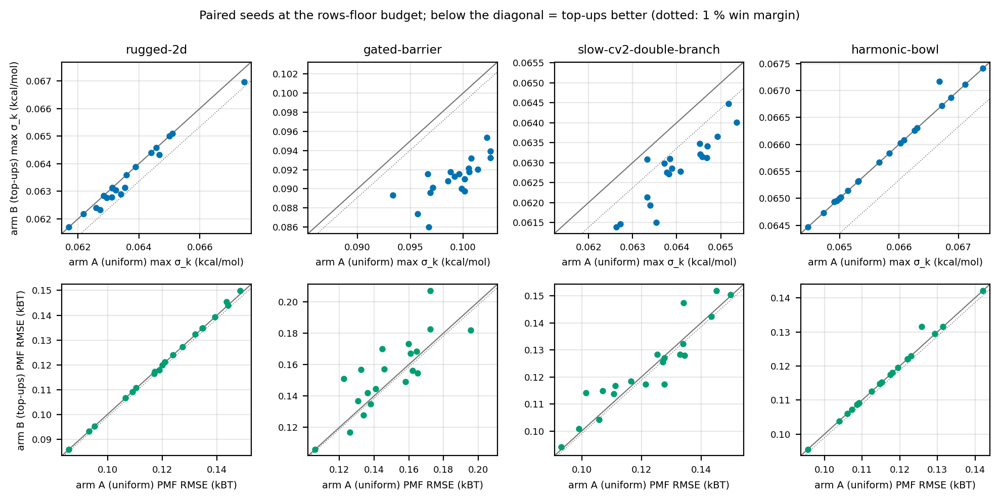 Paired seeds at the rows-floor budget; below the diagonal = top-ups better (dotted: 1 % win margin)
rugged-2d
gated-barrier
slow-cv2-double-branch
harmonic-bowl
arm B (top-ups) max σ_k (kcal/mol)
0.067
0.066
0.065
0.064
0.063
0.062
0.062 0.064 0.066
arm A (uniform) max σ_k (kcal/mol)
0.102
0.100
0.098
0.096
0.094
0.092
0.090
0.088
0.086
0.090 0.095 0.100
arm A (uniform) max σ_k (kcal/mol)
0.0655
0.0650
0.0645
0.0640
0.0635
0.0630
0.0625
0.0620
0.0615
0.062 0.063 0.064 0.065
arm A (uniform) max σ_k (kcal/mol)
0.0675
0.0670
0.0665
0.0660
0.0655
0.0650
0.0645
0.065 0.066 0.067
arm A (uniform) max σ_k (kcal/mol)
arm B (top-ups) PMF RMSE (kBT)
0.15
0.14
0.13
0.12
0.11
0.10
0.09
0.10 0.12 0.14
arm A (uniform) PMF RMSE (kBT)
0.20
0.18
0.16
0.14
0.12
0.12 0.14 0.16 0.18 0.20
arm A (uniform) PMF RMSE (kBT)
0.15
0.14
0.13
0.12
0.11
0.10
0.10 0.12 0.14
arm A (uniform) PMF RMSE (kBT)
0.14
0.13
0.12
0.11
0.10
0.10 0.11 0.12 0.13 0.14
arm A (uniform) PMF RMSE (kBT)